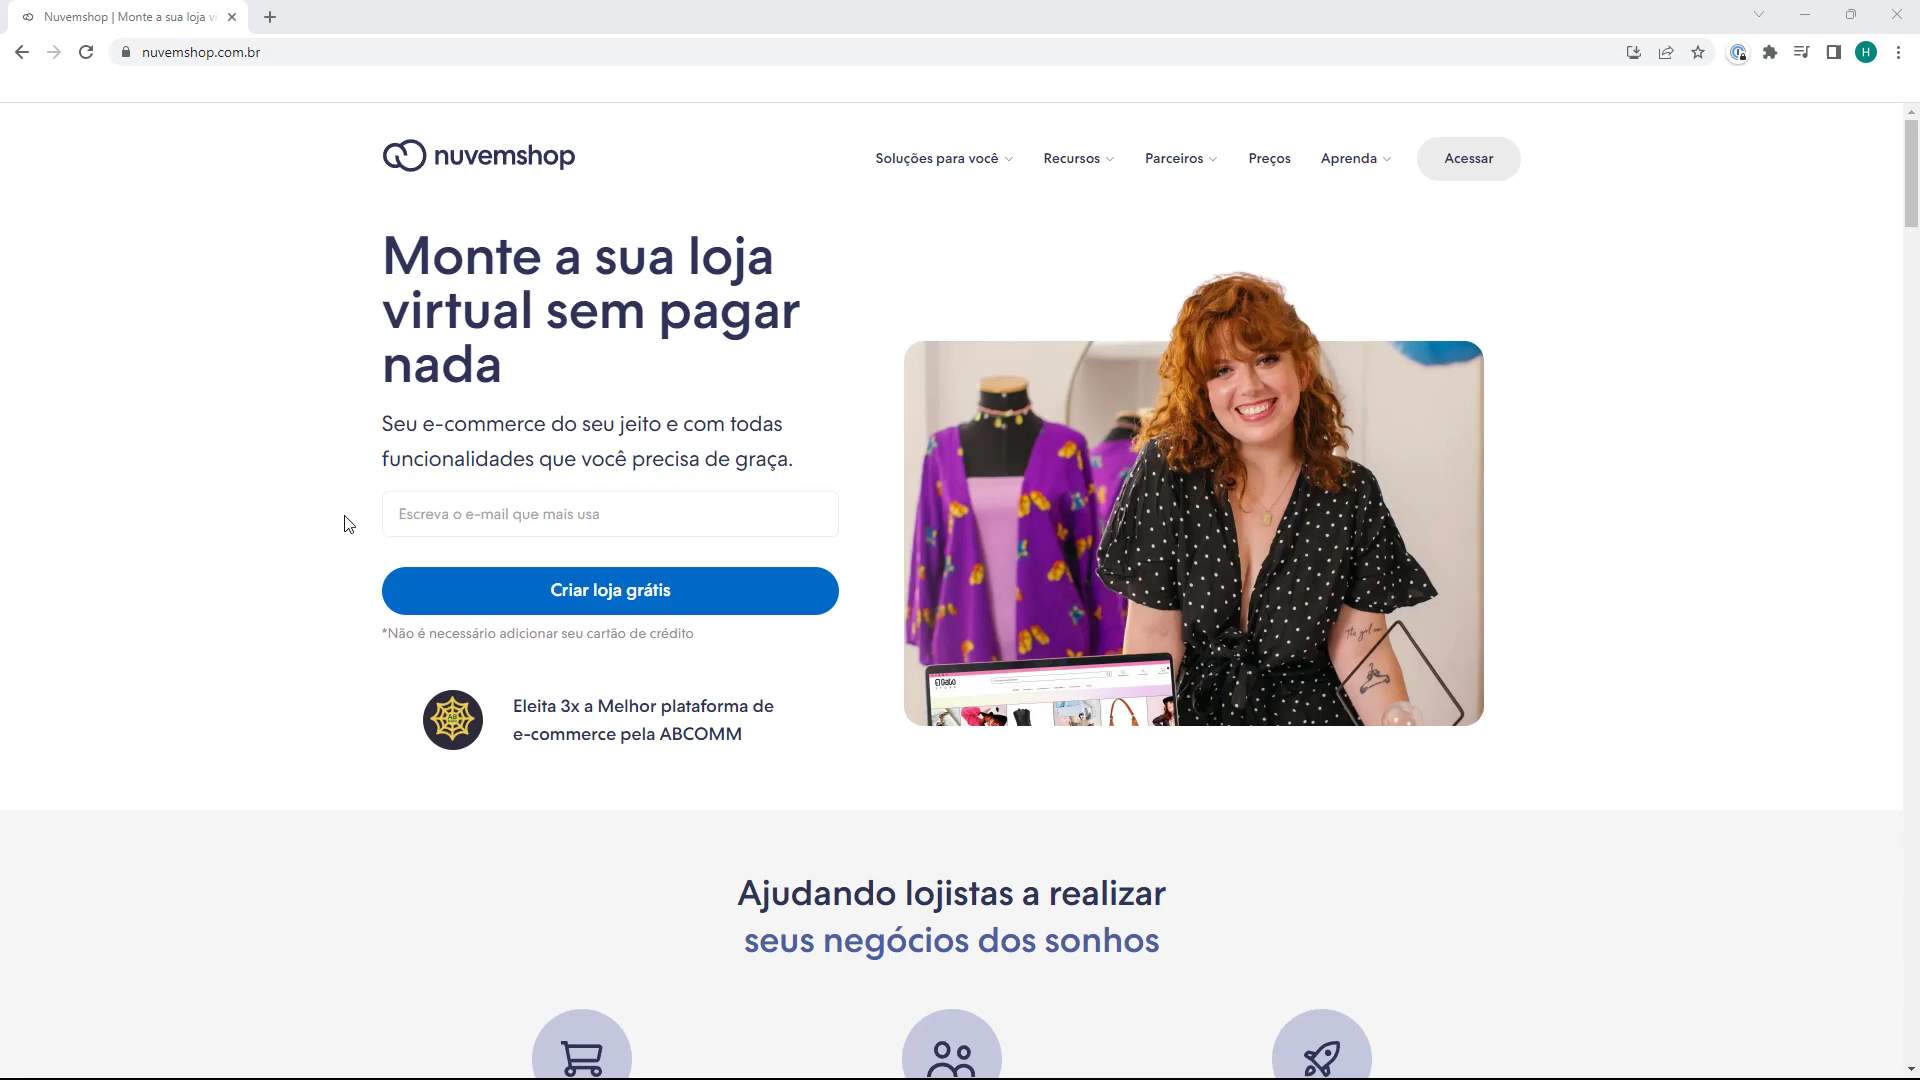 Nuvemshop | Monte a sua loja vi
nuvemshop.com.br
H
nuvemshop
Soluções para você
Recursos
Parceiros
Preços
Aprenda
Acessar
Monte a sua loja
virtual sem pagar
nada
Seu e-commerce do seu jeito e com todas
funcionalidades que você precisa de graça.
Escreva o e-mail que mais usa
Criar loja grátis
*Não é necessário adicionar seu cartão de crédito
Eleita 3x a Melhor plataforma de
e-commerce pela ABCOMM
Ajudando lojistas a realizar
seus negócios dos sonhos